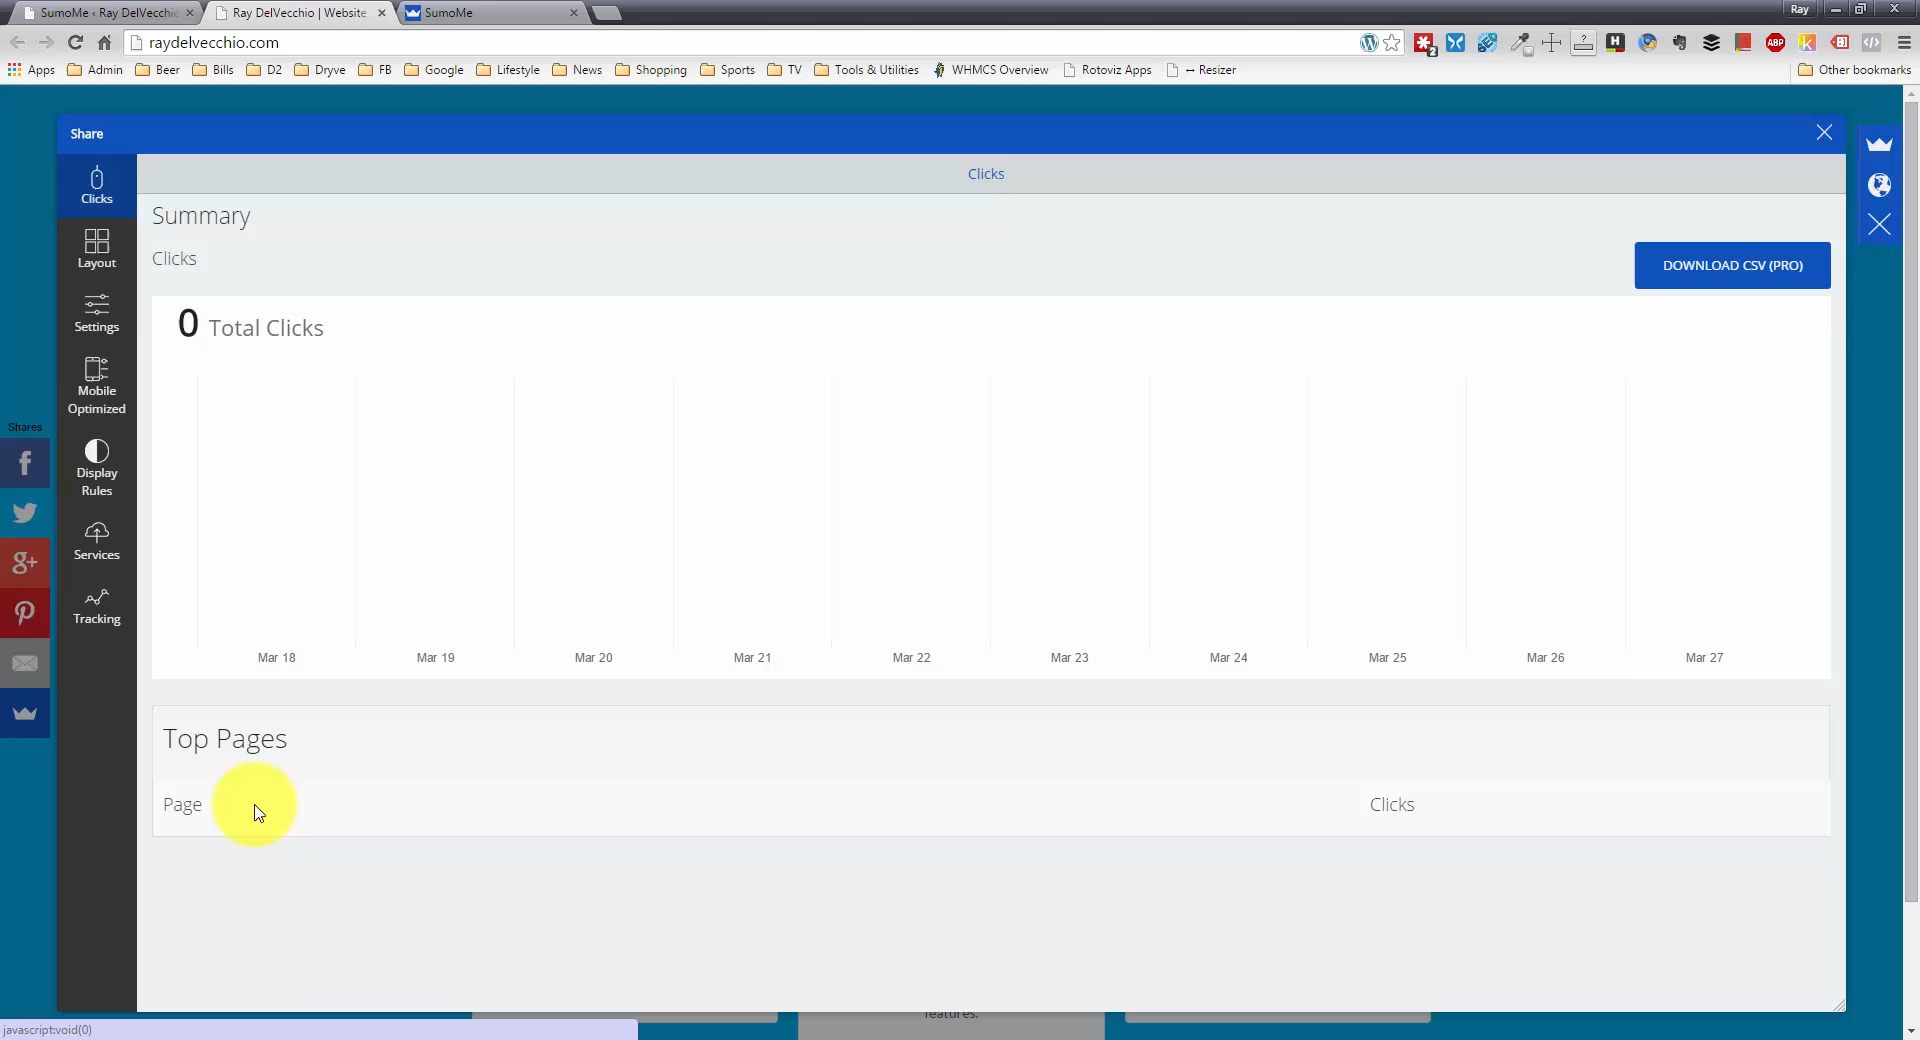 SumoMe ‹ Ray DelVecchio
Ray DelVecchio | Website
SumoMe
Ray
raydelvecchio.com
2
Apps
Admin
Beer
Bills
D2
Dryve
FB
Google
Lifestyle
News
Shopping
Sports
TV
Tools & Utilities
WHMCS Overview
Rotoviz Apps
↔ Resizer
Other bookmarks
Share
Clicks
Layout
Settings
Mobile
Optimized
Display
Rules
Services
Tracking
Clicks
Summary
Clicks
DOWNLOAD CSV (PRO)
0 Total Clicks
Mar 18
Mar 19
Mar 20
Mar 21
Mar 22
Mar 23
Mar 24
Mar 25
Mar 26
Mar 27
Top Pages
Page
Clicks
Shares
f
g+
features.
javascript:void(0)